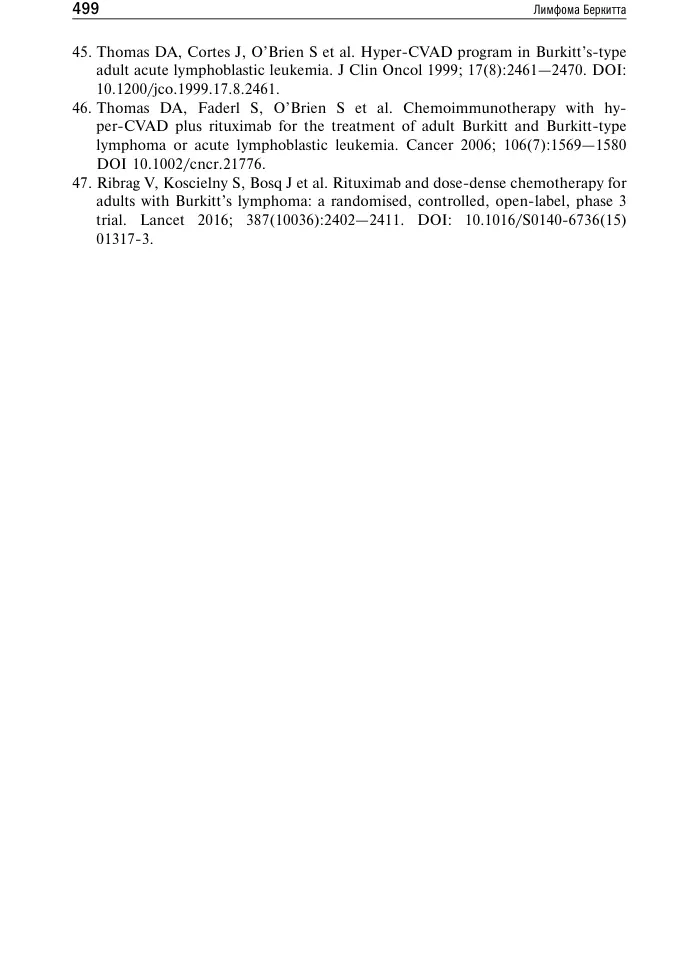 499 Лимфома Беркитта
45. Thomas DA, Cortes J, O’Brien S et al. Hyper-CVAD program in Burkitt’s-type
adult acute lymphoblastic leukemia. J Clin Oncol 1999; 17(8):2461—2470. DOI:
10.1200/jco.1999.17.8.2461.
46. Thomas DA, Faderl S, O’Brien S et al. Chemoimmunotherapy with hy-
per-CVAD plus rituximab for the treatment of adult Burkitt and Burkitt-type
lymphoma or acute lymphoblastic leukemia. Cancer 2006; 106(7):1569—1580
DOI 10.1002/cncr.21776.
47. Ribrag V, Koscielny S, Bosq J et al. Rituximab and dose-dense chemotherapy for
adults with Burkitt’s lymphoma: a randomised, controlled, open-label, phase 3
trial. Lancet 2016; 387(10036):2402—2411. DOI: 10.1016/S0140-6736(15)
01317-3.